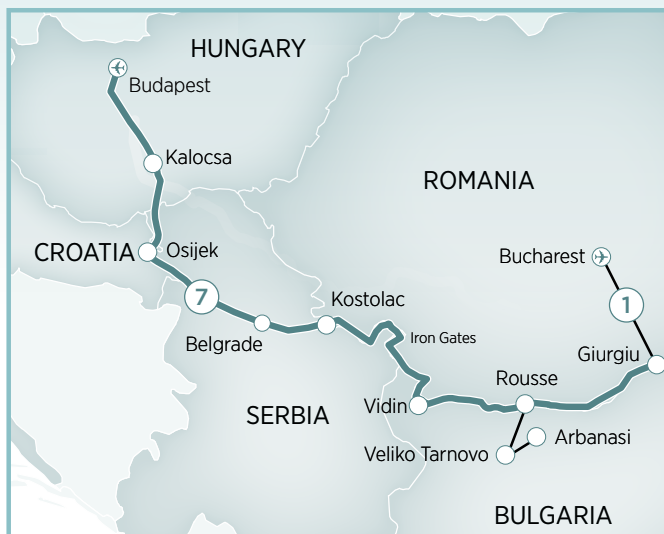 HUNGARY
Budapest
Kalocsa
ROMANIA
CROATIA
Osijek
Bucharest
7
1
Kostolac
Belgrade
Iron Gates
Giurgiu
Rousse
Vidin
SERBIA
Arbanasi
Veliko Tarnovo
BULGARIA